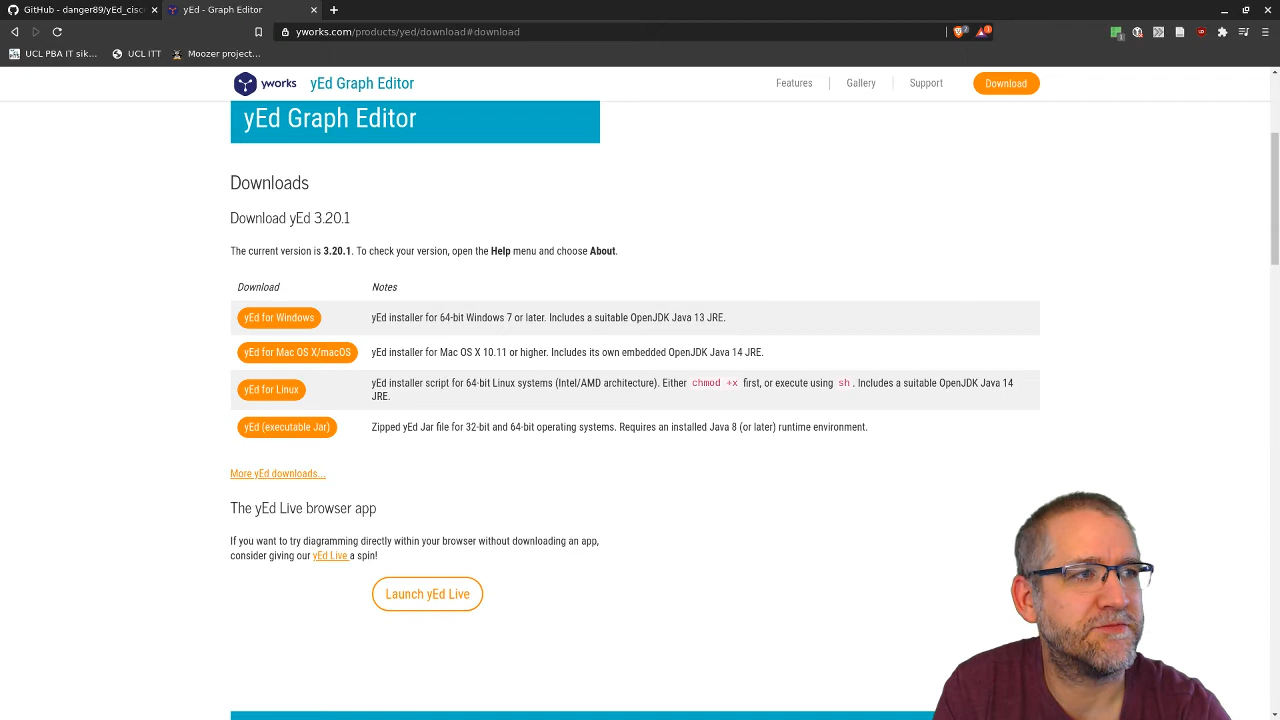 GitHub - danger89/yEd_cisc
yEd - Graph Editor
yworks.com/products/yed/download#download
1
1
UCL PBA IT sik...
UCL ITT
Moozer project...
yworks
yEd Graph Editor
Features
Gallery
Support
Download
yEd Graph Editor
Downloads
Download yEd 3.20.1
The current version is 3.20.1. To check your version, open the Help menu and choose About.
Download
Notes
yEd for Windows
yEd installer for 64-bit Windows 7 or later. Includes a suitable OpenJDK Java 13 JRE.
yEd for Mac OS X/macOS
yEd installer for Mac OS X 10.11 or higher. Includes its own embedded OpenJDK Java 14 JRE.
yEd for Linux
yEd installer script for 64-bit Linux systems (Intel/AMD architecture). Either chmod +x first, or execute using sh . Includes a suitable OpenJDK Java 14
JRE.
yEd (executable Jar)
Zipped yEd Jar file for 32-bit and 64-bit operating systems. Requires an installed Java 8 (or later) runtime environment.
More yEd downloads...
The yEd Live browser app
If you want to try diagramming directly within your browser without downloading an app,
consider giving our yEd Live a spin!
Launch yEd Live